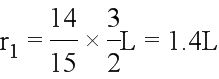 r₁ = 14/15 × 3/2 L = 1.4L